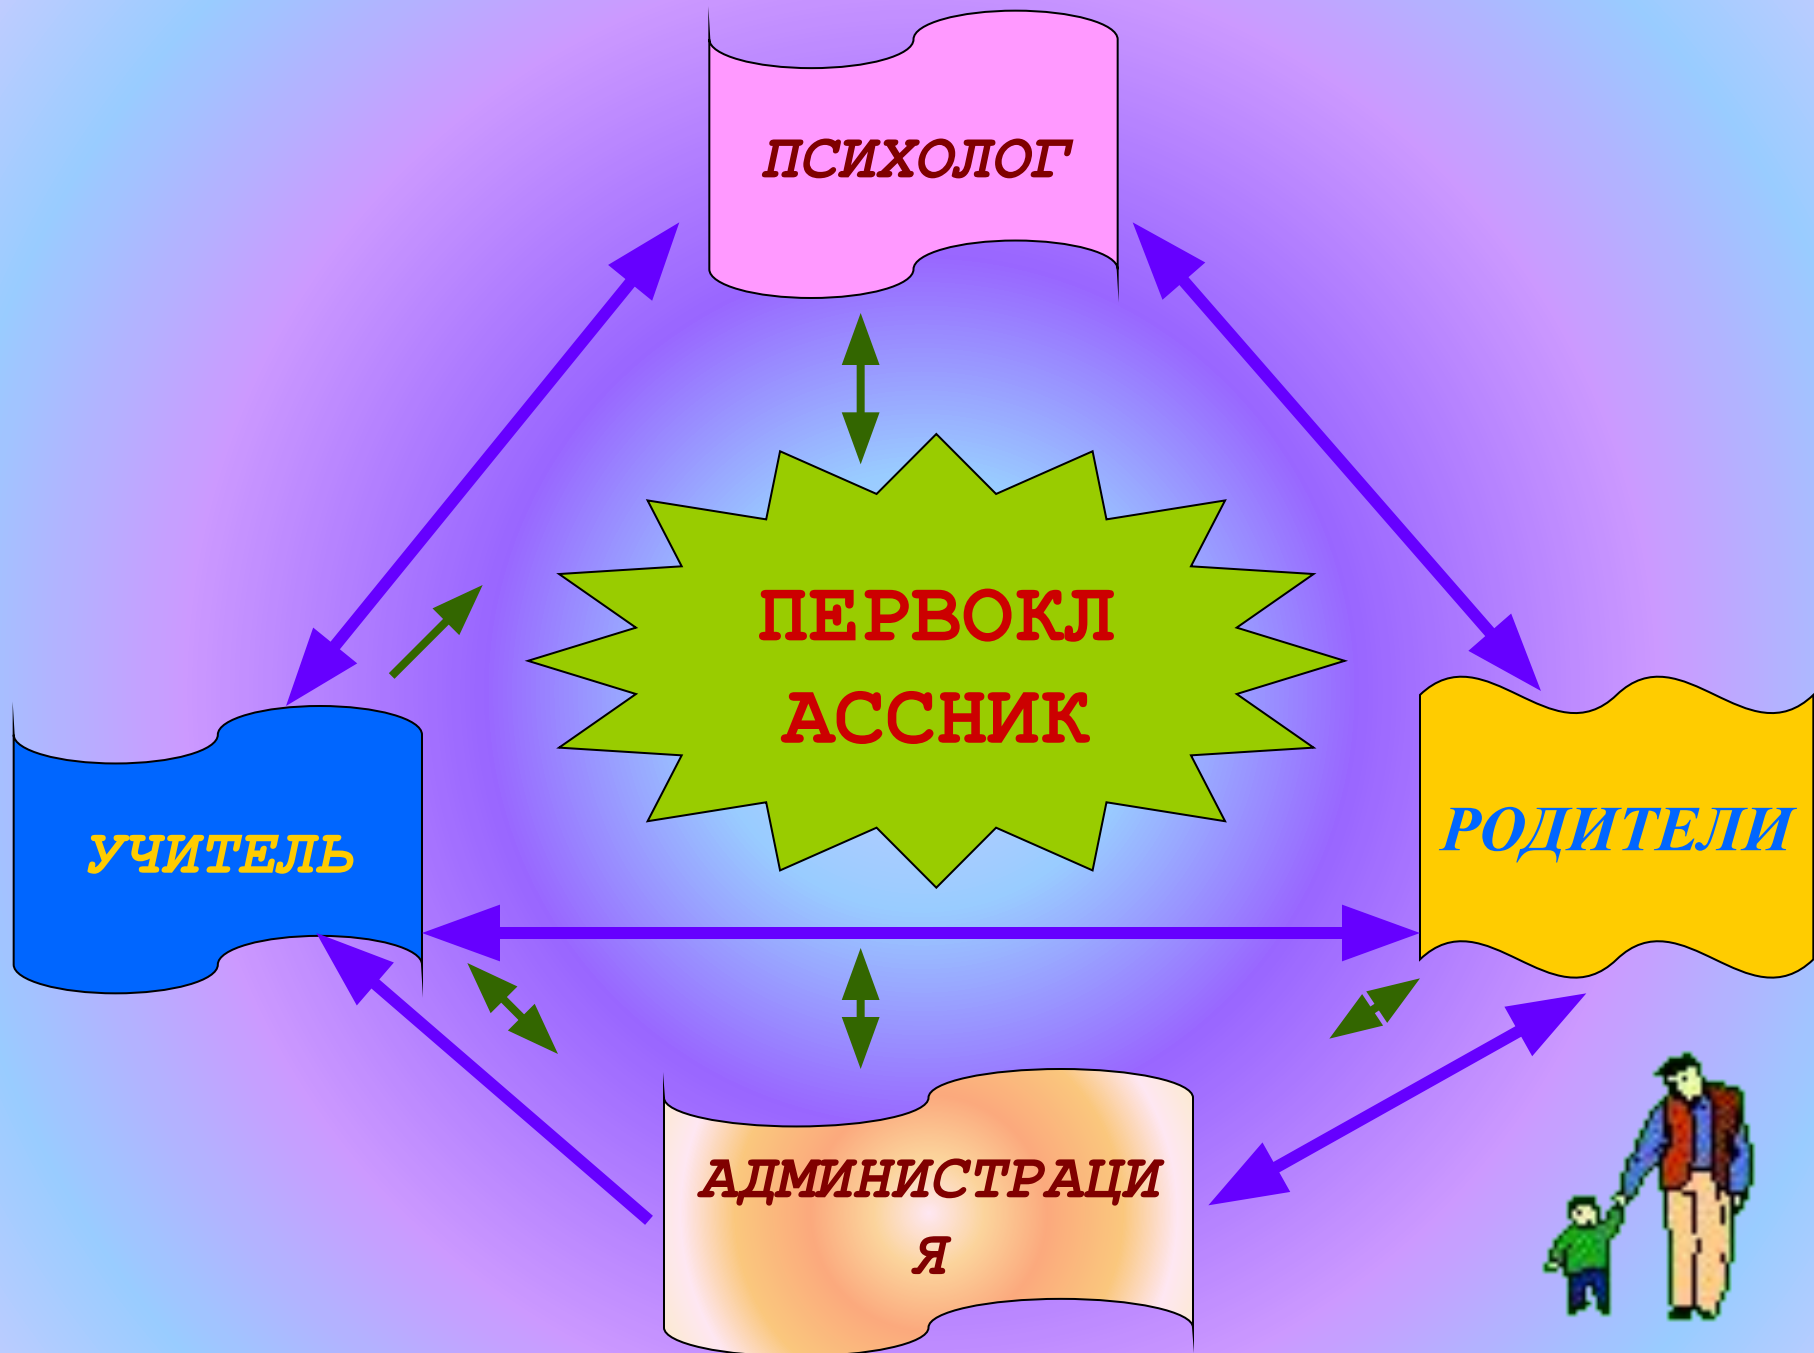 ПСИХОЛОГ
ПЕРВОКЛ
АССНИК
УЧИТЕЛЬ
РОДИТЕЛИ
АДМИНИСТРАЦИ
Я